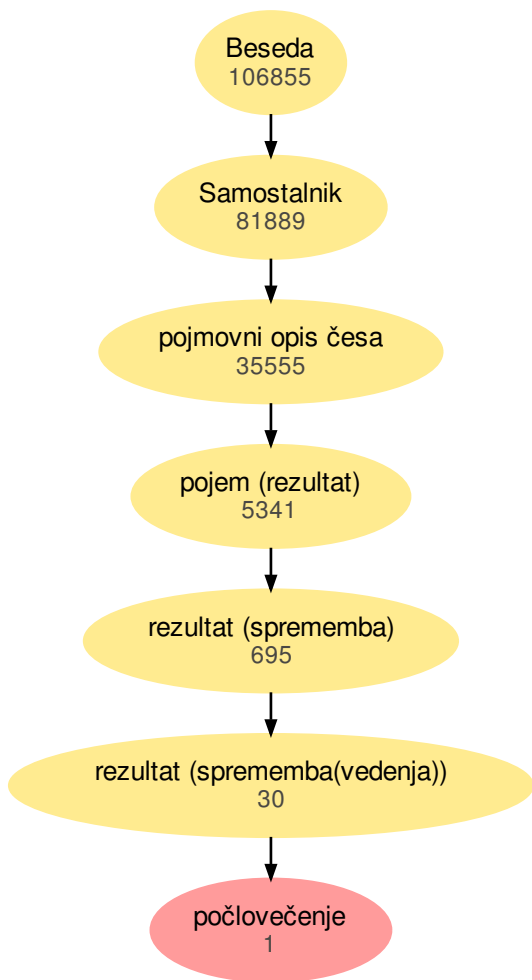 Beseda
106855
Samostalnik
81889
pojmovni opis česa
35555
pojem (rezultat)
5341
rezultat (sprememba)
695
rezultat (sprememba(vedenja))
30
počlovečenje
1